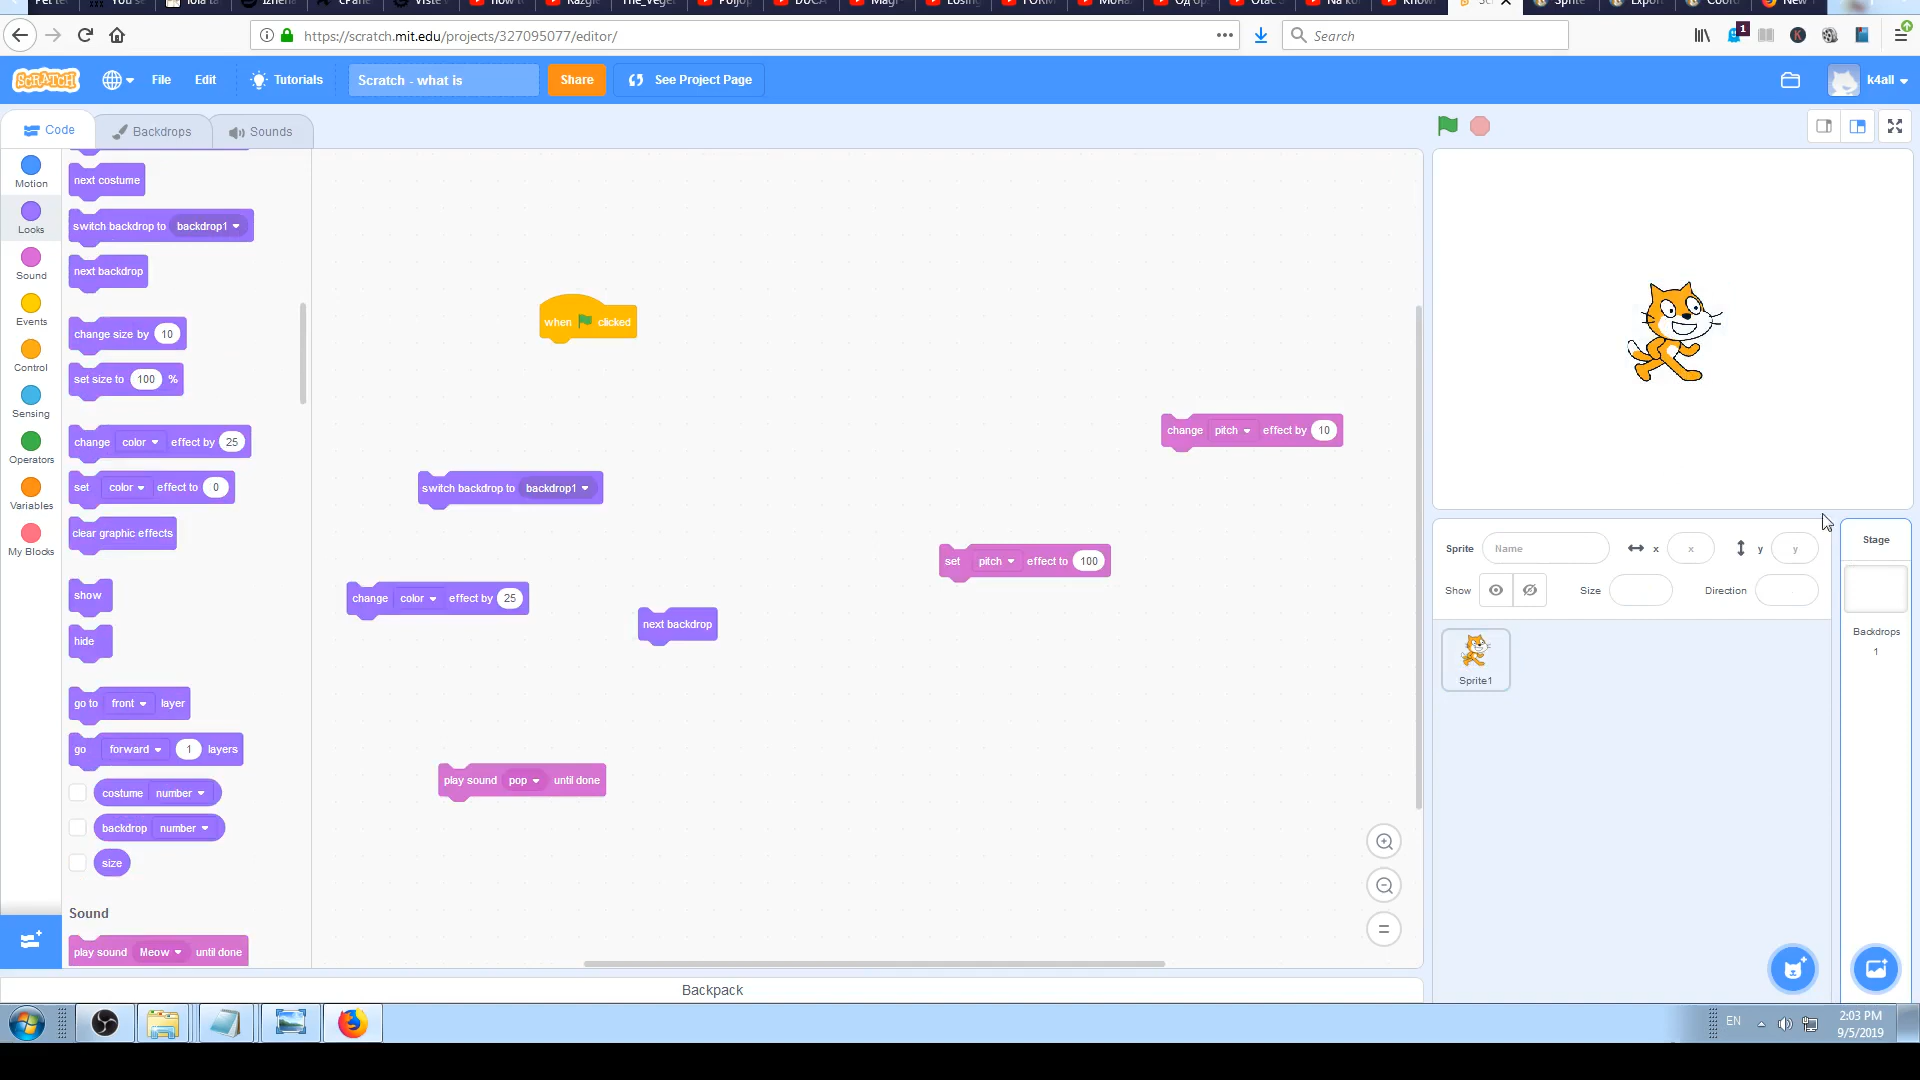 The_Veget
https://scratch.mit.edu/projects/327095077/editor/
Search
1
SCRATCH
File
Edit
Tutorials
Scratch - what is
Share
See Project Page
k4all
Code
Backdrops
Sounds
Motion
Looks
Sound
Events
Control
Sensing
Operators
Variables
My Blocks
next costume
switch backdrop to backdrop1
next backdrop
change size by 10
set size to 100 %
change color effect by 25
set color effect to 0
clear graphic effects
show
hide
go to front layer
go forward 1 layers
costume number
backdrop number
size
Sound
play sound Meow until done
when clicked
switch backdrop to backdrop1
change color effect by 25
next backdrop
play sound pop until done
change pitch effect by 10
set pitch effect to 100
Backpack
Sprite Name x x y y
Show Size Direction
Sprite1
Stage
Backdrops
1
EN
2:03 PM
9/5/2019